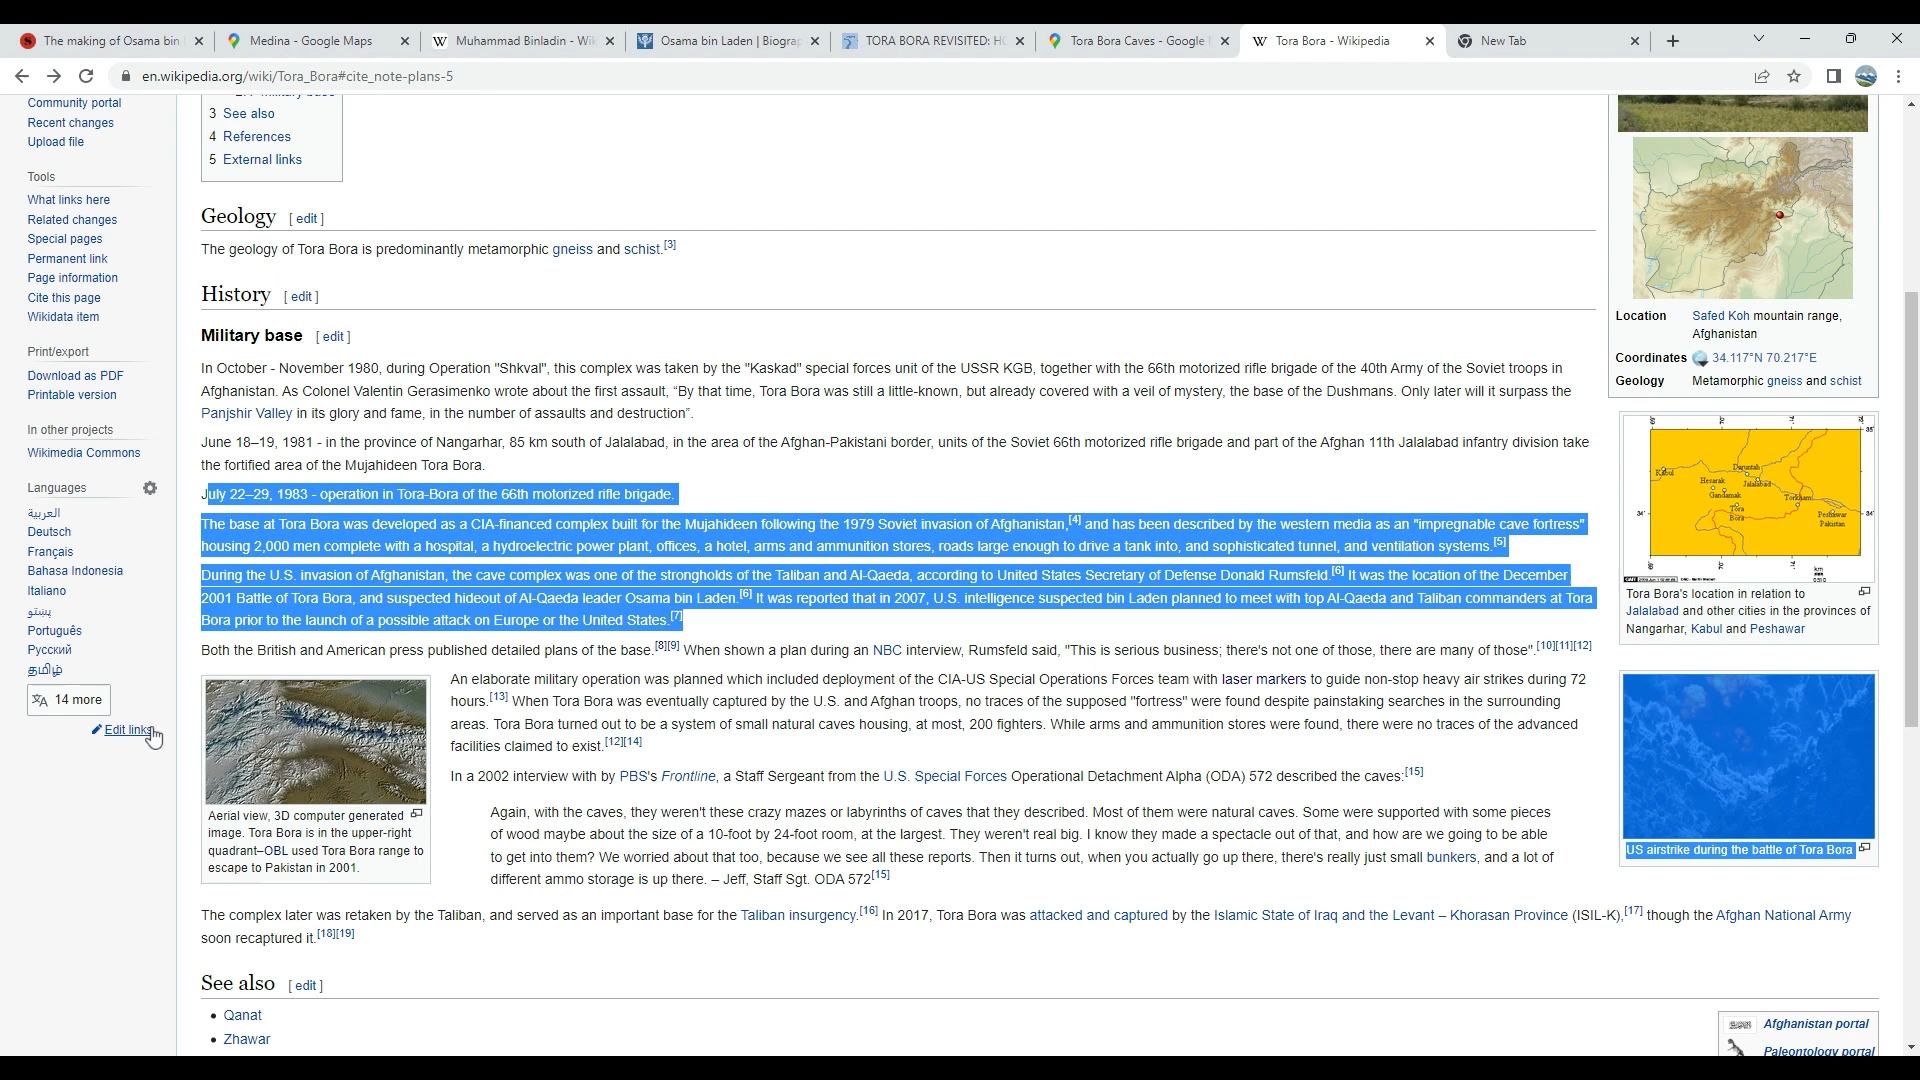 The making of Osama bin
Medina - Google Maps
Muhammad Binladin - Wik
Osama bin Laden | Biograp
TORA BORA REVISITED: HO
Tora Bora Caves - Google
Tora Bora - Wikipedia
New Tab
en.wikipedia.org/wiki/Tora_Bora#cite_note-plans-5
Community portal
Recent changes
Upload file
Tools
What links here
Related changes
Special pages
Permanent link
Page information
Cite this page
Wikidata item
Print/export
Download as PDF
Printable version
In other projects
Wikimedia Commons
Languages
العربية
Deutsch
Français
Bahasa Indonesia
Italiano
پښتو
Português
Русский
தமிழ்
14 more
Edit links
3 See also
4 References
5 External links
Geology [ edit ]
The geology of Tora Bora is predominantly metamorphic gneiss and schist.[3]
History [ edit ]
Military base [ edit ]
In October - November 1980, during Operation "Shkval", this complex was taken by the "Kaskad" special forces unit of the USSR KGB, together with the 66th motorized rifle brigade of the 40th Army of the Soviet troops in
Afghanistan. As Colonel Valentin Gerasimenko wrote about the first assault, “By that time, Tora Bora was still a little-known, but already covered with a veil of mystery, the base of the Dushmans. Only later will it surpass the
Panjshir Valley in its glory and fame, in the number of assaults and destruction”.
June 18–19, 1981 - in the province of Nangarhar, 85 km south of Jalalabad, in the area of the Afghan-Pakistani border, units of the Soviet 66th motorized rifle brigade and part of the Afghan 11th Jalalabad infantry division take
the fortified area of the Mujahideen Tora Bora.
July 22–29, 1983 - operation in Tora-Bora of the 66th motorized rifle brigade.
The base at Tora Bora was developed as a CIA-financed complex built for the Mujahideen following the 1979 Soviet invasion of Afghanistan,[4] and has been described by the western media as an "impregnable cave fortress"
housing 2,000 men complete with a hospital, a hydroelectric power plant, offices, a hotel, arms and ammunition stores, roads large enough to drive a tank into, and sophisticated tunnel, and ventilation systems.[5]
During the U.S. invasion of Afghanistan, the cave complex was one of the strongholds of the Taliban and Al-Qaeda, according to United States Secretary of Defense Donald Rumsfeld.[6] It was the location of the December
2001 Battle of Tora Bora, and suspected hideout of Al-Qaeda leader Osama bin Laden.[6] It was reported that in 2007, U.S. intelligence suspected bin Laden planned to meet with top Al-Qaeda and Taliban commanders at Tora
Bora prior to the launch of a possible attack on Europe or the United States.[7]
Both the British and American press published detailed plans of the base.[8][9] When shown a plan during an NBC interview, Rumsfeld said, "This is serious business; there's not one of those, there are many of those".[10][11][12]
An elaborate military operation was planned which included deployment of the CIA-US Special Operations Forces team with laser markers to guide non-stop heavy air strikes during 72
hours.[13] When Tora Bora was eventually captured by the U.S. and Afghan troops, no traces of the supposed "fortress" were found despite painstaking searches in the surrounding
areas. Tora Bora turned out to be a system of small natural caves housing, at most, 200 fighters. While arms and ammunition stores were found, there were no traces of the advanced
facilities claimed to exist.[12][14]
Aerial view, 3D computer generated
image. Tora Bora is in the upper-right
quadrant–OBL used Tora Bora range to
escape to Pakistan in 2001.
In a 2002 interview with by PBS's Frontline, a Staff Sergeant from the U.S. Special Forces Operational Detachment Alpha (ODA) 572 described the caves:[15]
Again, with the caves, they weren't these crazy mazes or labyrinths of caves that they described. Most of them were natural caves. Some were supported with some pieces
of wood maybe about the size of a 10-foot by 24-foot room, at the largest. They weren't real big. I know they made a spectacle out of that, and how are we going to be able
to get into them? We worried about that too, because we see all these reports. Then it turns out, when you actually go up there, there's really just small bunkers, and a lot of
different ammo storage is up there. – Jeff, Staff Sgt. ODA 572[15]
The complex later was retaken by the Taliban, and served as an important base for the Taliban insurgency.[16] In 2017, Tora Bora was attacked and captured by the Islamic State of Iraq and the Levant – Khorasan Province (ISIL-K),[17] though the Afghan National Army
soon recaptured it.[18][19]
See also [ edit ]
• Qanat
• Zhawar
Location Safed Koh mountain range,
Afghanistan
Coordinates 34.117°N 70.217°E
Geology Metamorphic gneiss and schist
Kabul
Daruntah
Hesarak
Jalalabad
Gandamak
Torkham
Tora
Bora
Peshawar
Pakistan
km
Tora Bora's location in relation to
Jalalabad and other cities in the provinces of
Nangarhar, Kabul and Peshawar
US airstrike during the battle of Tora Bora
Afghanistan portal
Paleontology portal